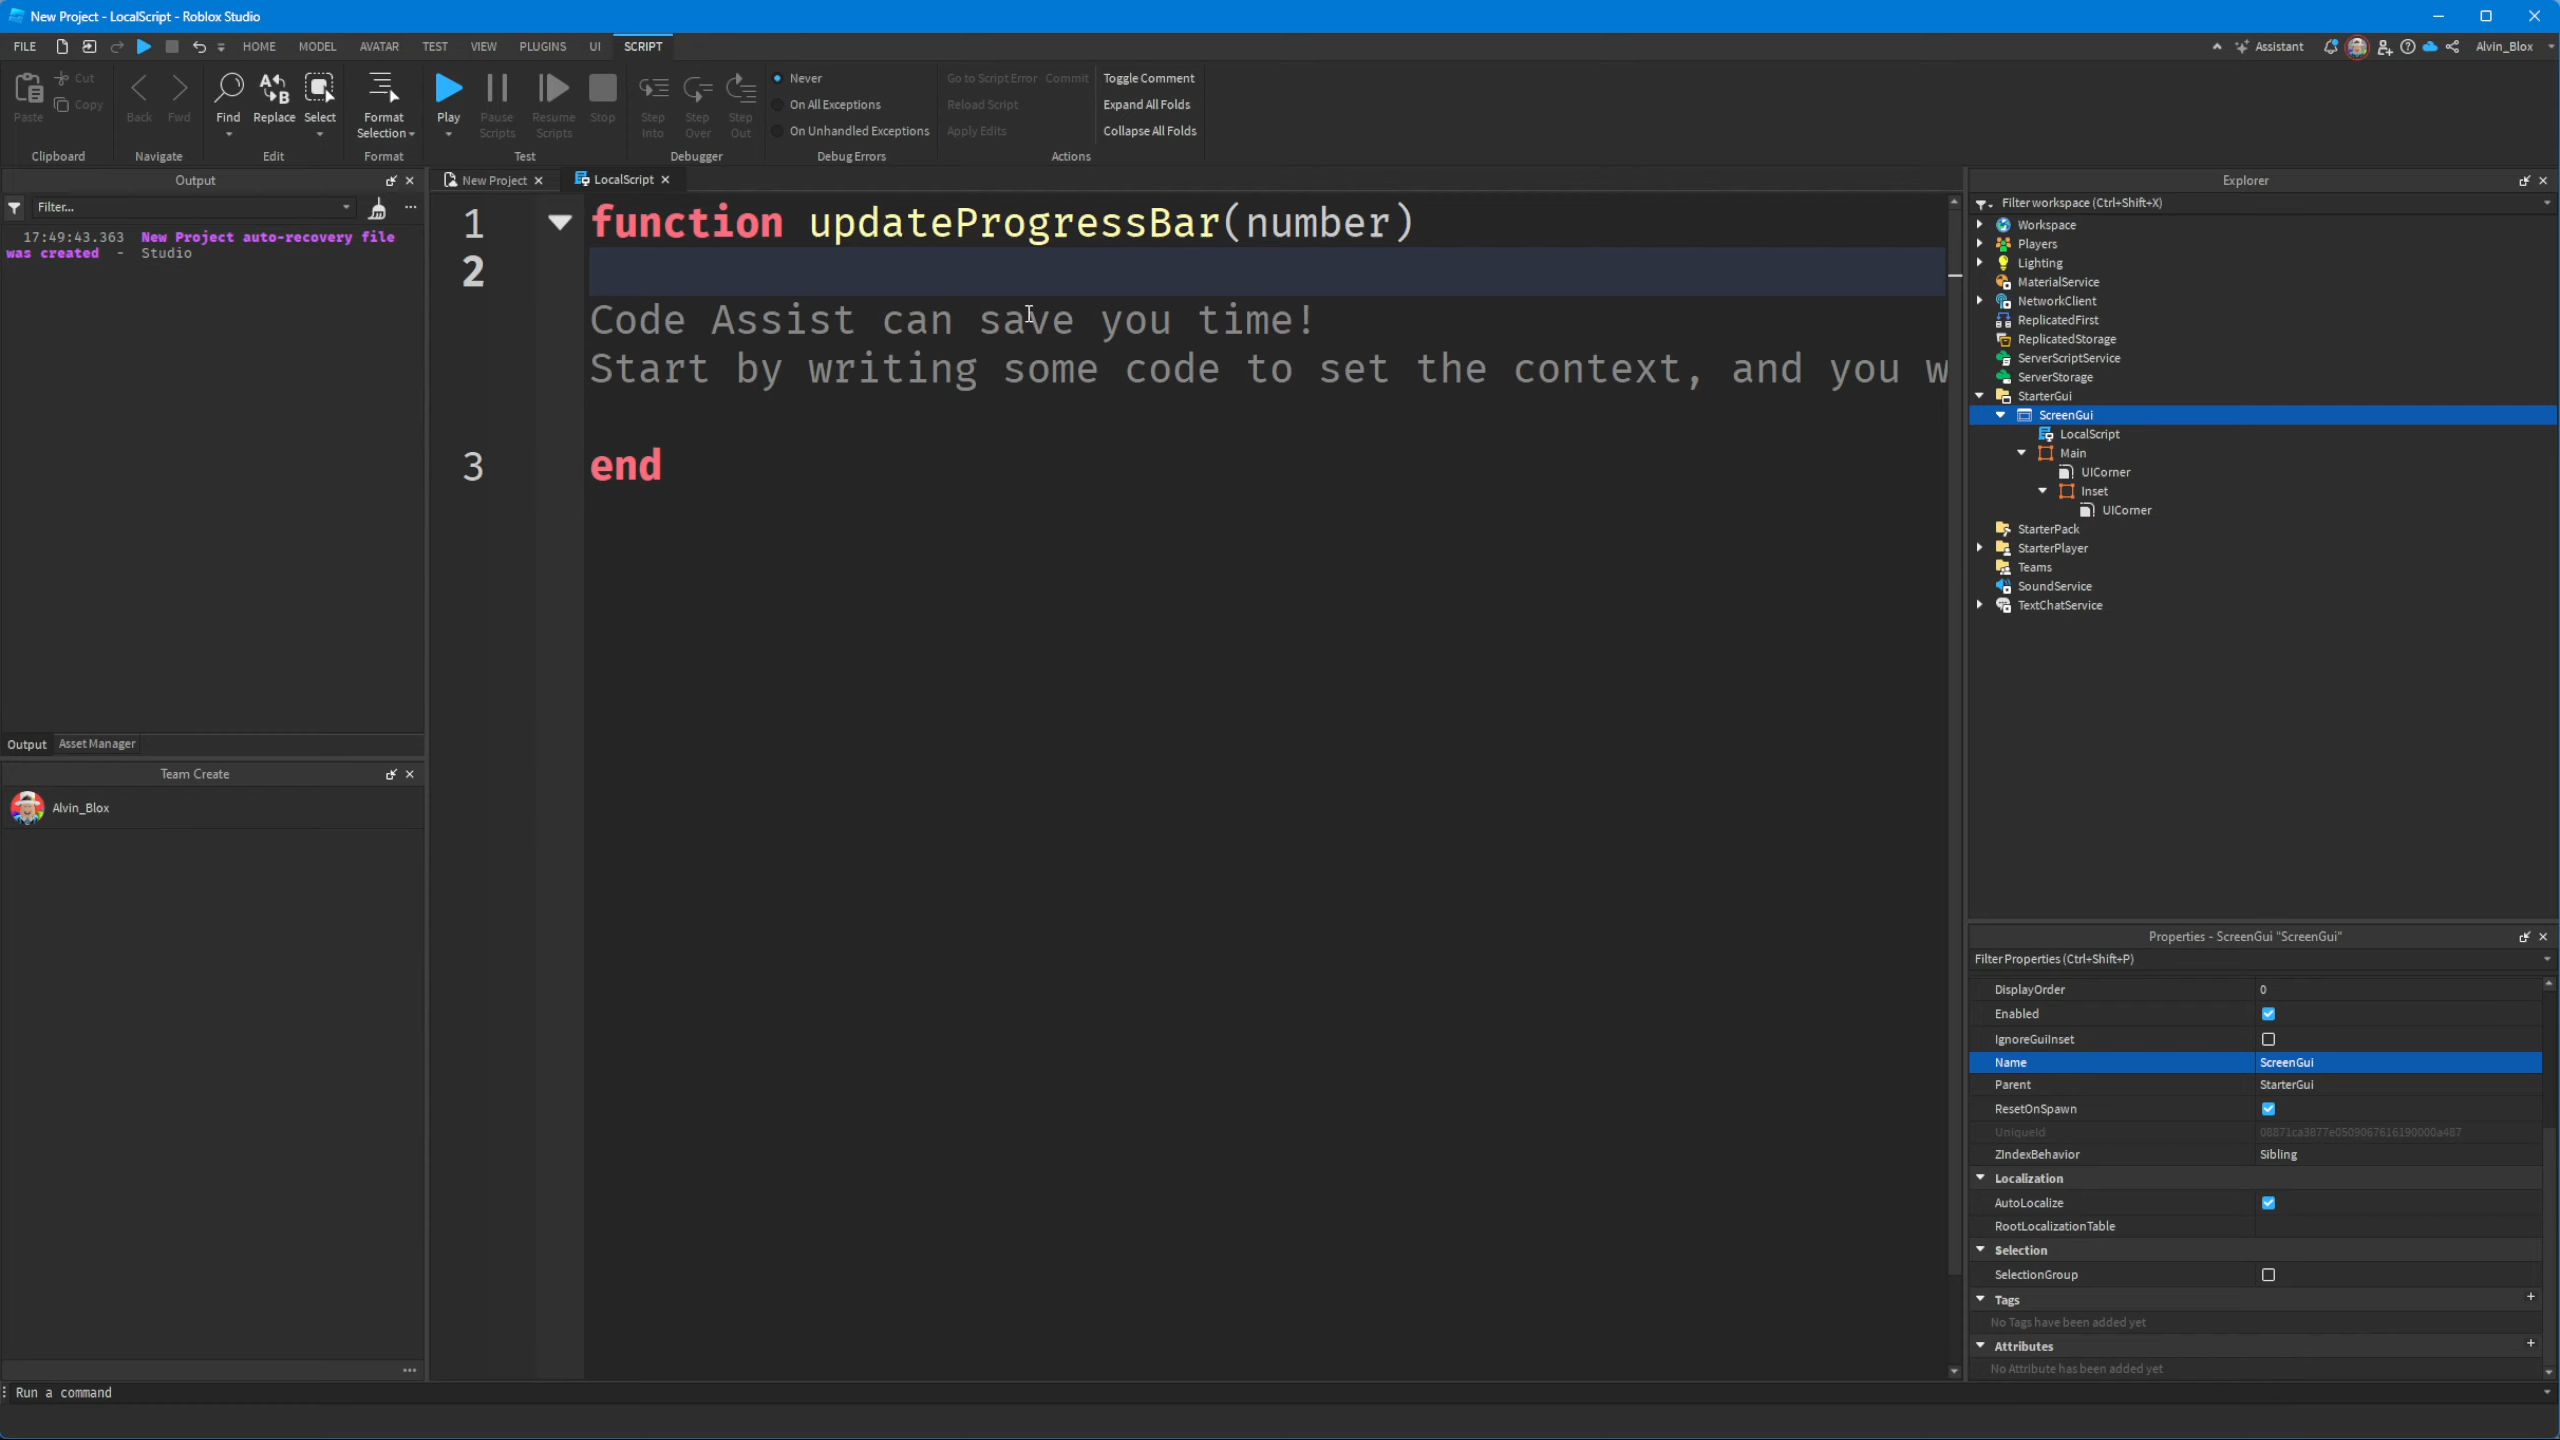 New Project - LocalScript - Roblox Studio
FILE HOME MODEL AVATAR TEST VIEW PLUGINS UI SCRIPT Assistant Alvin_Blox
Paste Cut Copy
Back Fwd
Find Replace Select
Format Selection
Play Pause Scripts Resume Scripts Stop
Step Into Step Over Step Out
Never
On All Exceptions
On Unhandled Exceptions
Go to Script Error Commit
Reload Script
Apply Edits
Toggle Comment
Expand All Folds
Collapse All Folds
Clipboard Navigate Edit Format Test Debugger Debug Errors Actions
Output
Filter...
17:49:43.363 New Project auto-recovery file
was created - Studio
Output Asset Manager
Team Create
Alvin_Blox
New Project LocalScript
1 function updateProgressBar(number)
2
Code Assist can save you time!
Start by writing some code to set the context, and you w
3 end
Explorer
Filter workspace (Ctrl+Shift+X)
Workspace
Players
Lighting
MaterialService
NetworkClient
ReplicatedFirst
ReplicatedStorage
ServerScriptService
ServerStorage
StarterGui
ScreenGui
LocalScript
Main
UICorner
Inset
UICorner
StarterPack
StarterPlayer
Teams
SoundService
TextChatService
Properties - ScreenGui "ScreenGui"
Filter Properties (Ctrl+Shift+P)
DisplayOrder 0
Enabled
IgnoreGuiInset
Name ScreenGui
Parent StarterGui
ResetOnSpawn
UniqueId 08871ca3877e0509067616190000a487
ZIndexBehavior Sibling
Localization
AutoLocalize
RootLocalizationTable
Selection
SelectionGroup
Tags
No Tags have been added yet
Attributes
No Attribute has been added yet
Run a command